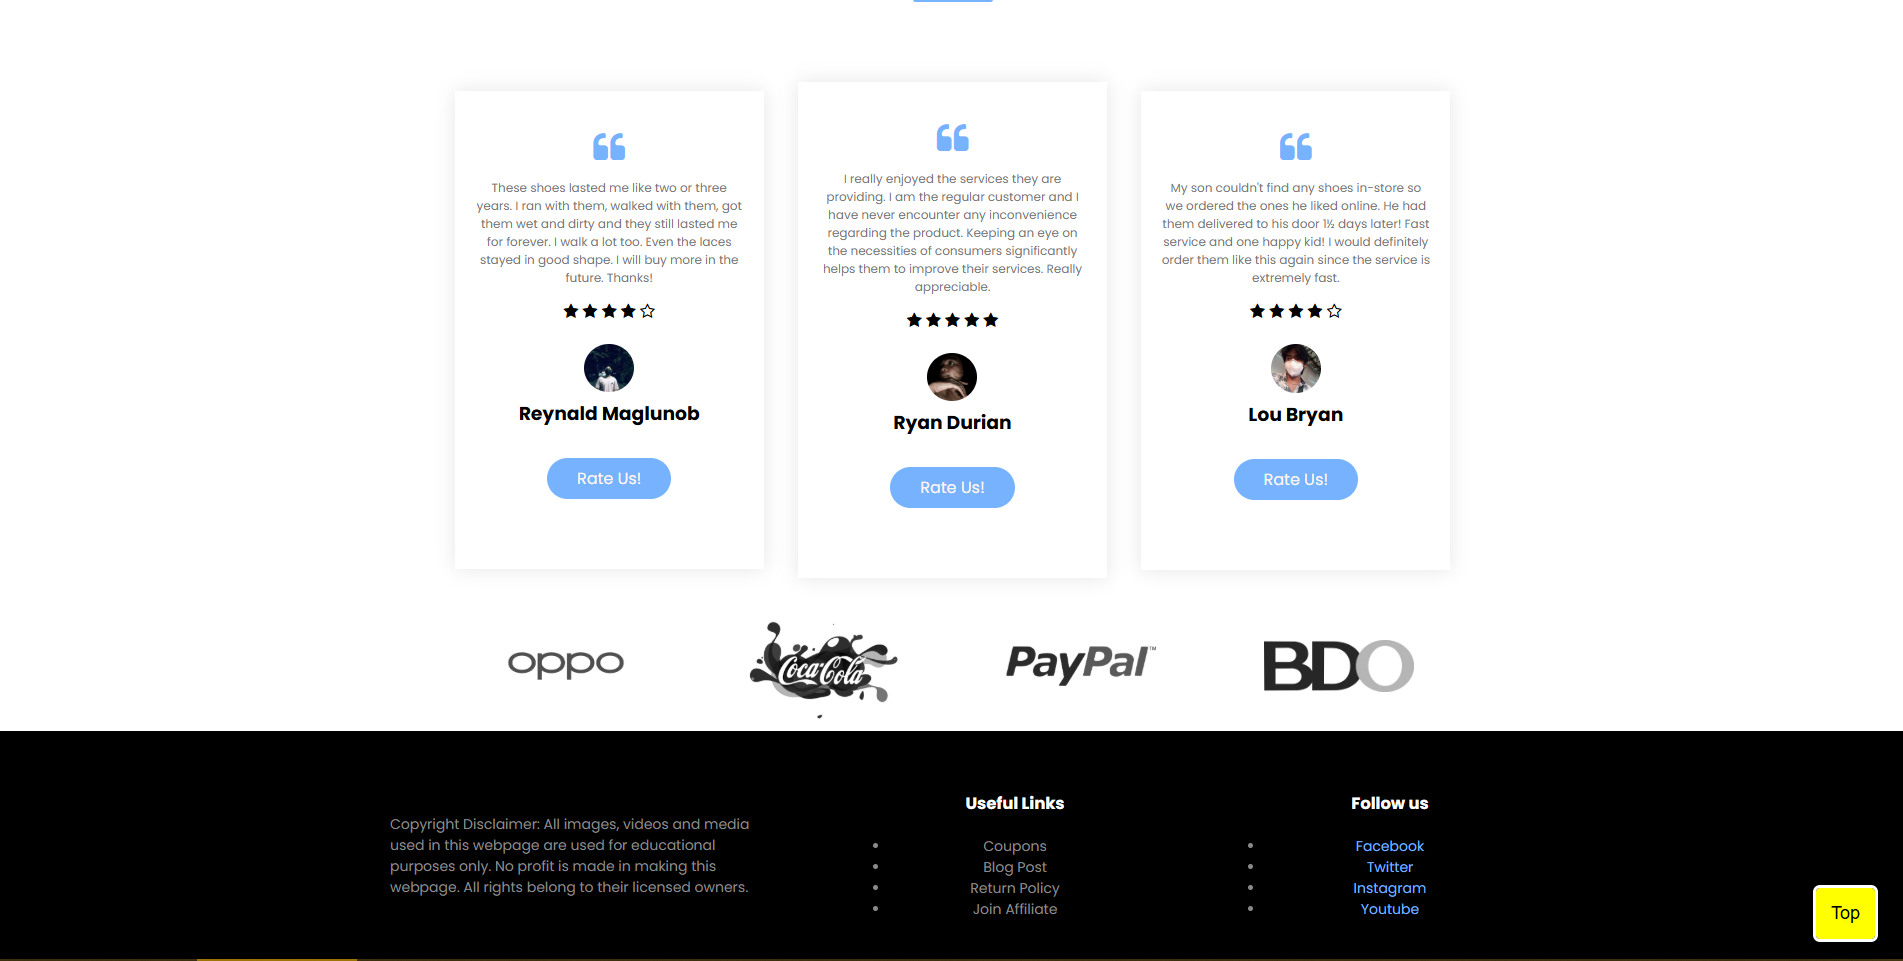 These shoes lasted me like two or three
years. I ran with them, walked with them, got
them wet and dirty and they still lasted me
for forever. I walk a lot too. Even the laces
stayed in good shape. I will buy more in the
future. Thanks!
Reynald Maglunob
Rate Us!
I really enjoyed the services they are
providing. I am the regular customer and I
have never encounter any inconvenience
regarding the product. Keeping an eye on
the necessities of consumers significantly
helps them to improve their services. Really
appreciable.
Ryan Durian
Rate Us!
My son couldn't find any shoes in-store so
we ordered the ones he liked online. He had
them delivered to his door 1½ days later! Fast
service and one happy kid! I would definitely
order them like this again since the service is
extremely fast.
Lou Bryan
Rate Us!
oppo
Coca-Cola
PayPal™
BDO
Copyright Disclaimer: All images, videos and media
used in this webpage are used for educational
purposes only. No profit is made in making this
webpage. All rights belong to their licensed owners.
Useful Links
Coupons
Blog Post
Return Policy
Join Affiliate
Follow us
Facebook
Twitter
Instagram
Youtube
Top